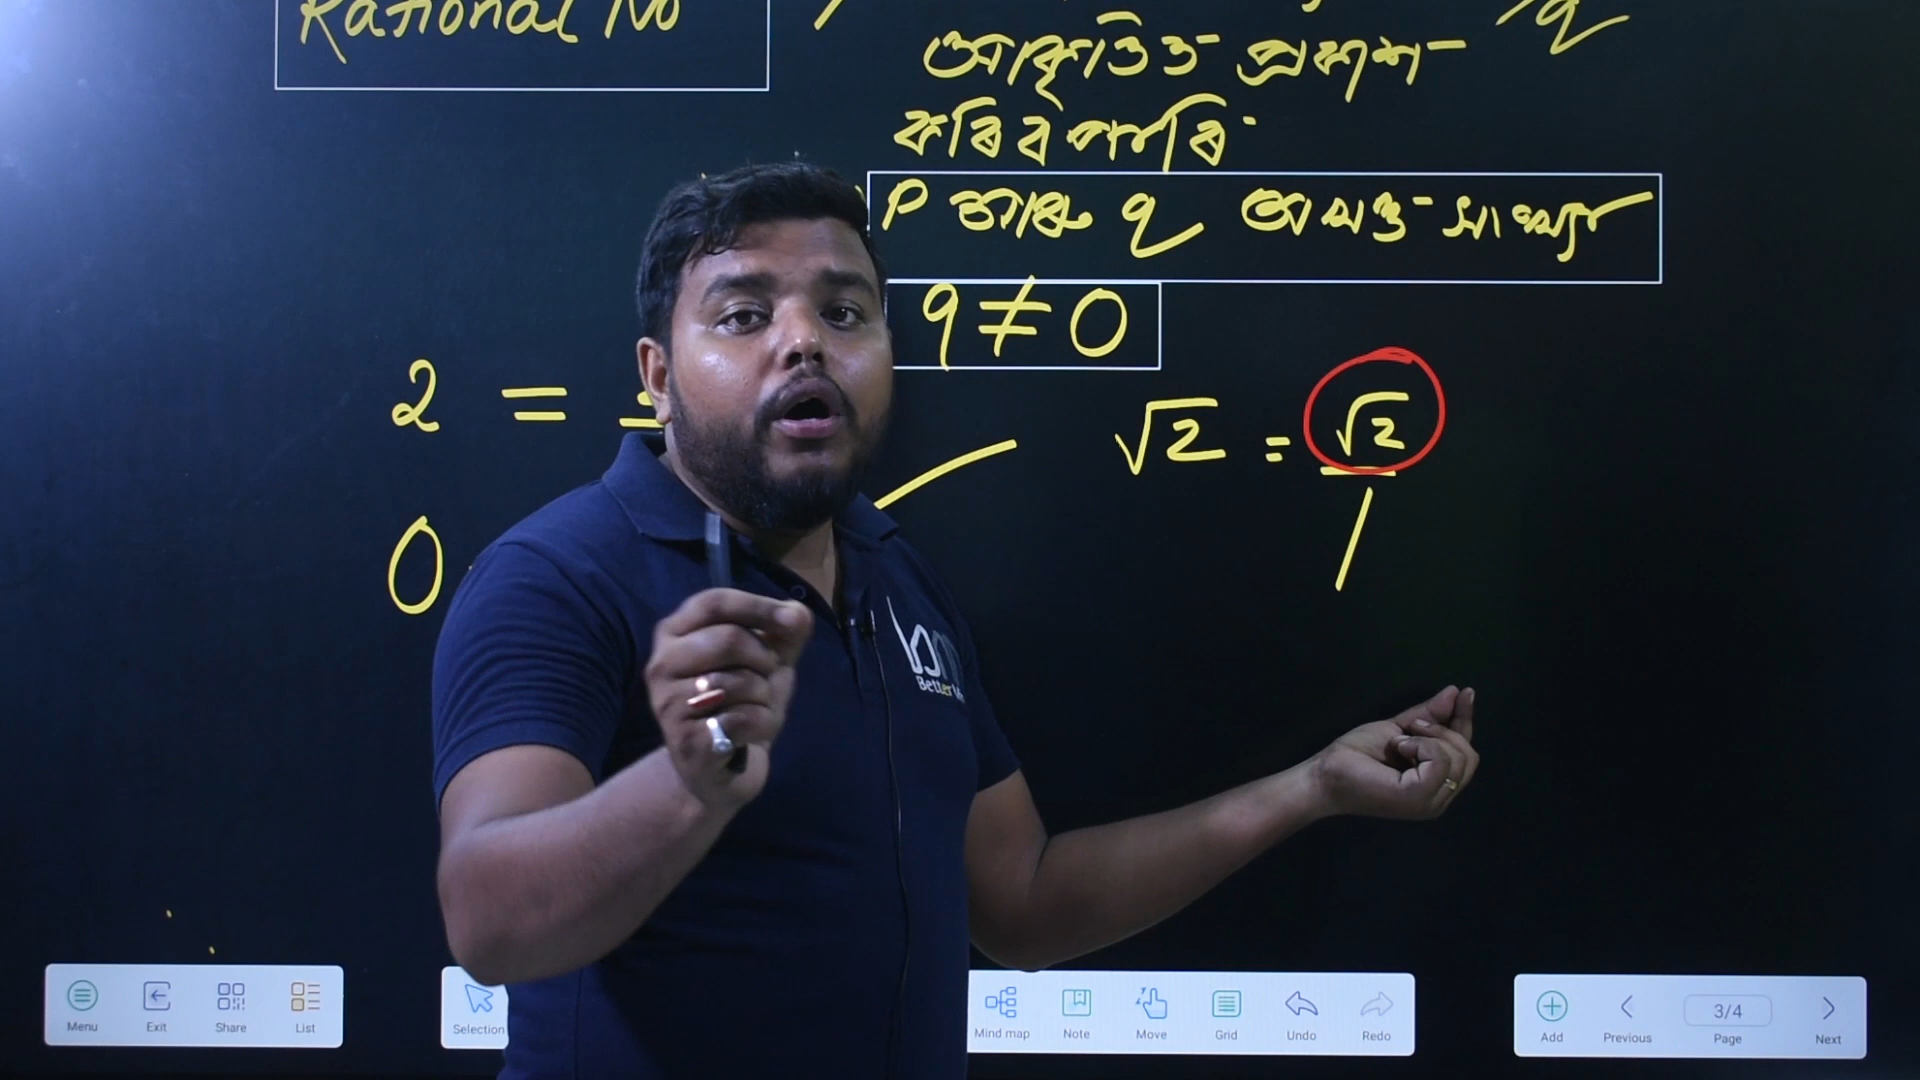 Rational No
q
আকৃতিত প্ৰকাশ
কৰিব পাৰি
P আৰু q অখণ্ড সংখ্যা
q ≠ 0
2 =
√2 = √2
1
0
Better
Menu Exit Share List Selection Mind map Note Move Grid Undo Redo Add Previous 3/4 Page Next